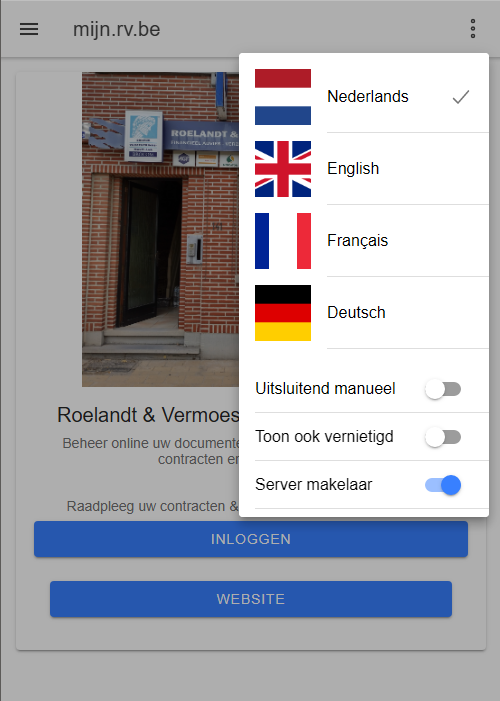 mijn.rv.be
Nederlands
English
Français
Deutsch
Uitsluitend manueel
Toon ook vernietigd
Server makelaar
ROELANDT &
Roelandt & Vermoes
Beheer online uw documente
contracten en
Raadpleeg uw contracten &
INLOGGEN
WEBSITE